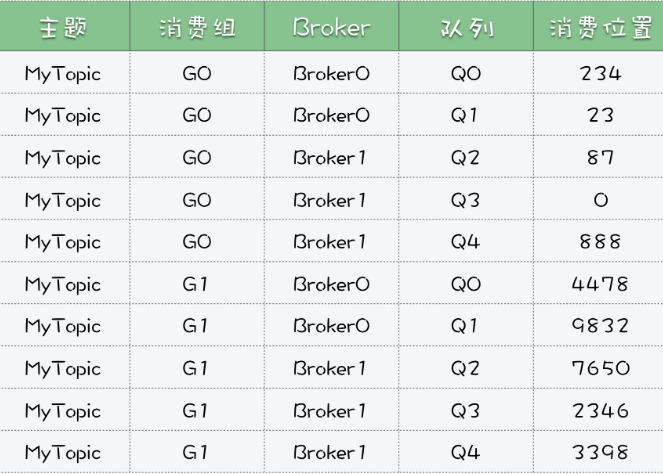 主题 消费组 Broker 队列 消费位置
MyTopic G0 Broker0 Q0 234
MyTopic G0 Broker0 Q1 23
MyTopic G0 Broker1 Q2 87
MyTopic G0 Broker1 Q3 0
MyTopic G0 Broker1 Q4 888
MyTopic G1 Broker0 Q0 4478
MyTopic G1 Broker0 Q1 9832
MyTopic G1 Broker1 Q2 7650
MyTopic G1 Broker1 Q3 2346
MyTopic G1 Broker1 Q4 3398